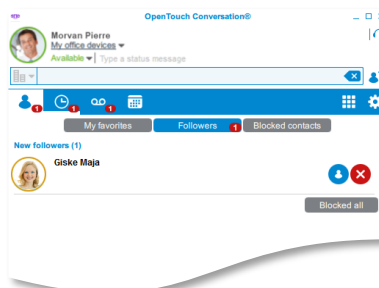 OpenTouch Conversation®
Morvan Pierre
My office devices
Available Type a status message
1 1 1
My favorites Followers 1 Blocked contacts
New followers (1)
Giske Maja
Blocked all